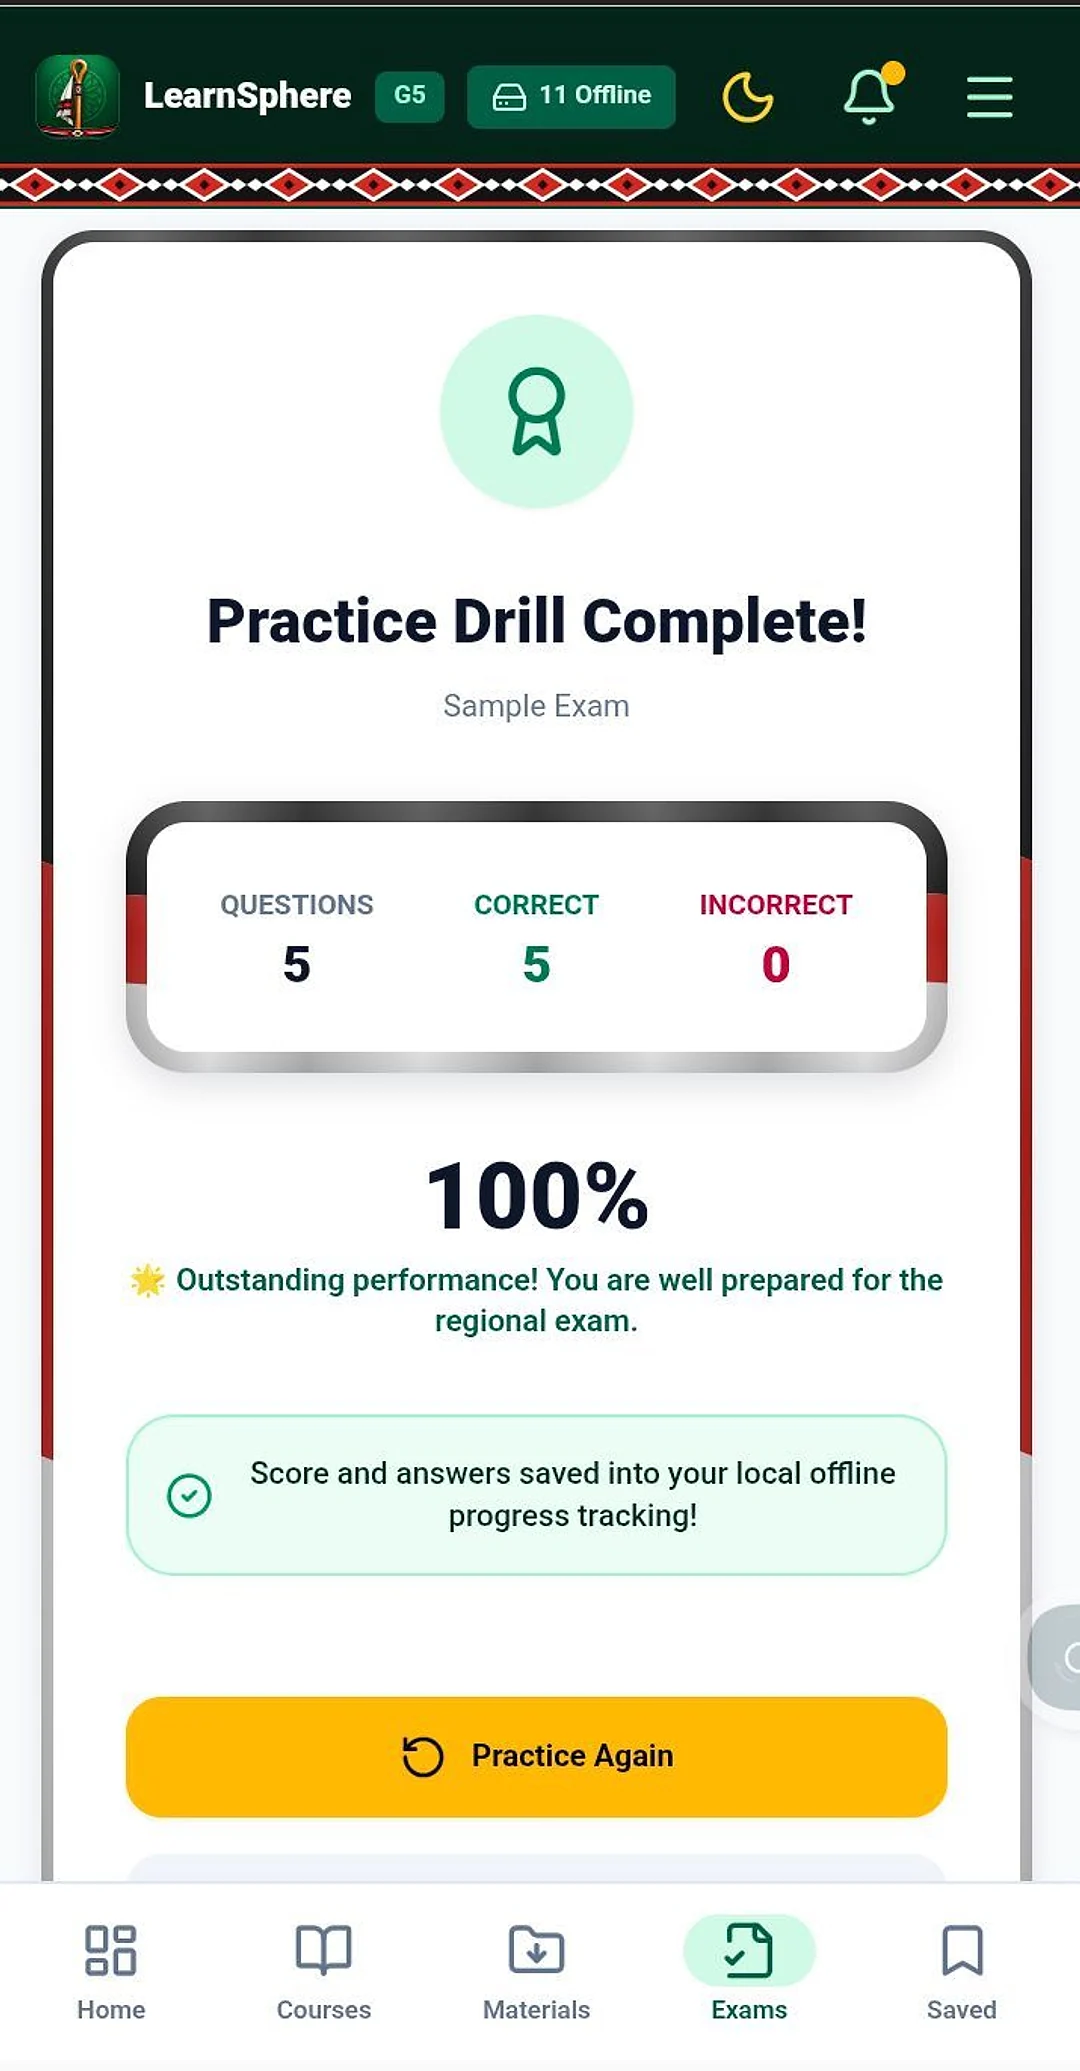 LearnSphere G5 11 Offline
Practice Drill Complete!
Sample Exam
QUESTIONS CORRECT INCORRECT
5 5 0
100%
🌟 Outstanding performance! You are well prepared for the
regional exam.
Score and answers saved into your local offline
progress tracking!
Practice Again
Home Courses Materials Exams Saved